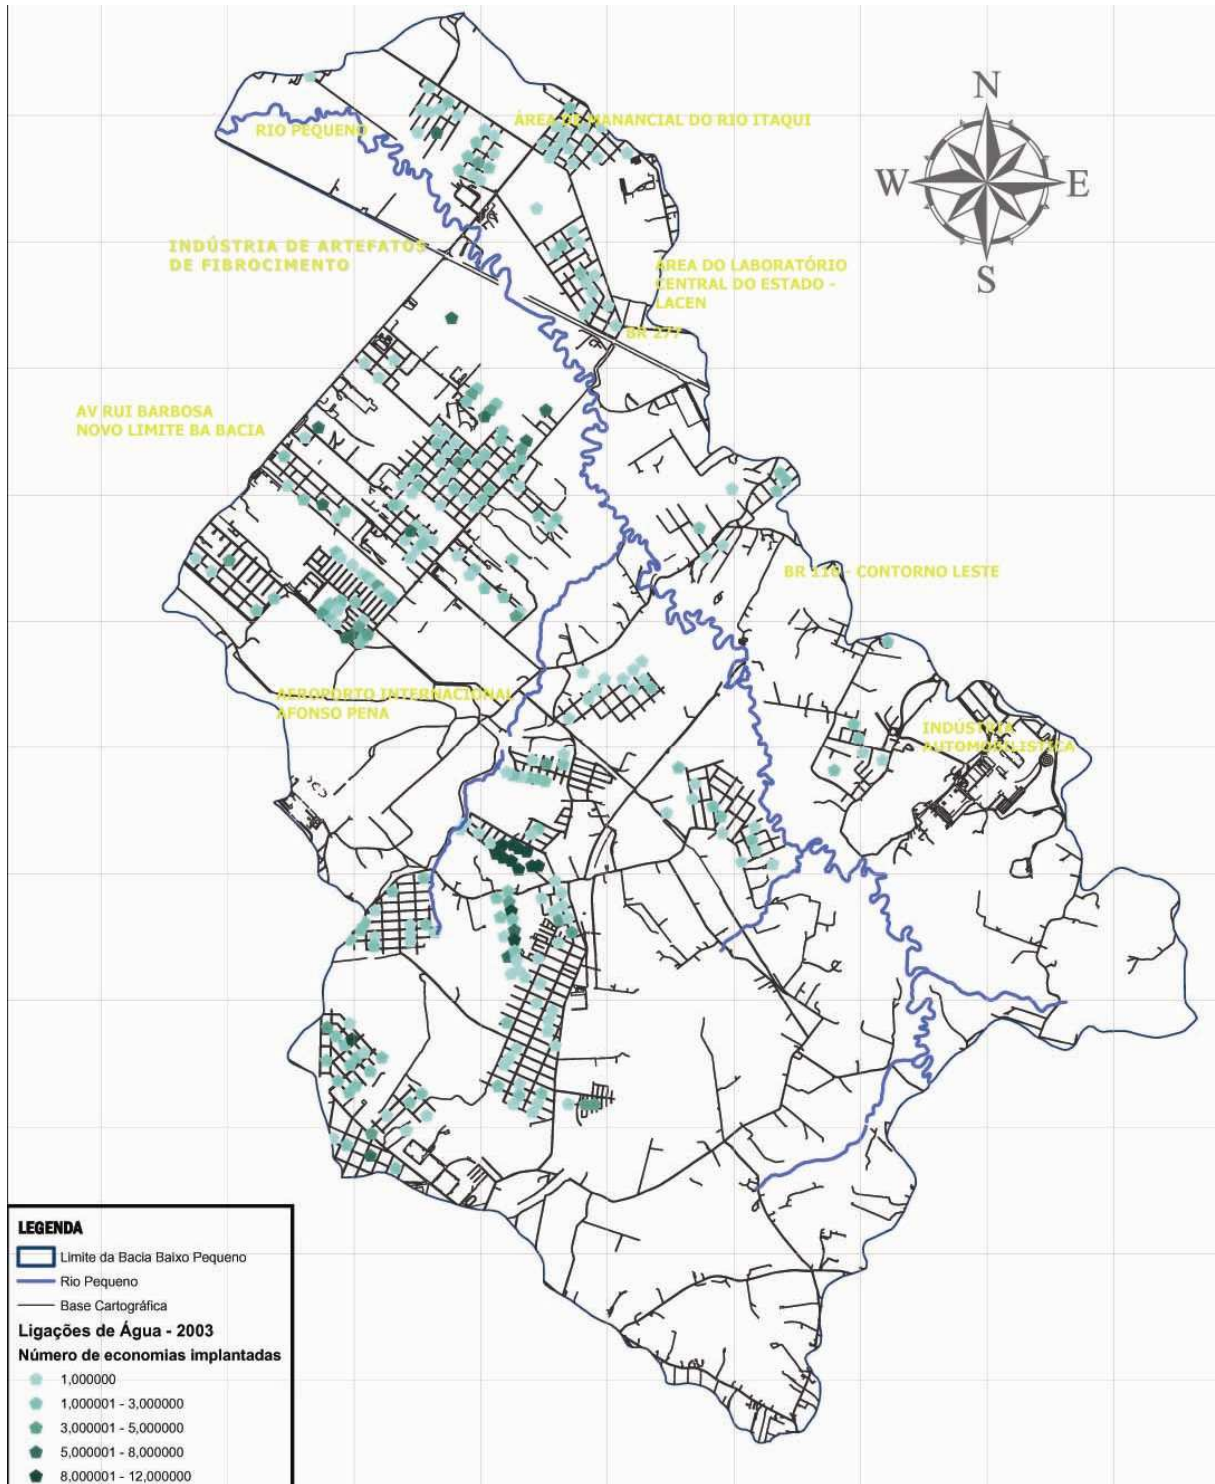 N
W
E
S
RIO PEQUENO
ÁREA DE MANANCIAL DO RIO ITAQUI
INDÚSTRIA DE ARTEFATOS
DE FIBROCIMENTO
ÁREA DO LABORATÓRIO
CENTRAL DO ESTADO -
LACEN
BR 277
AV RUI BARBOSA
NOVO LIMITE BA BACIA
BR 116 - CONTORNO LESTE
AEROPORTO INTERNACIONAL
AFONSO PENA
INDÚSTRIA
AUTOMOBILISTICA
LEGENDA
Limite da Bacia Baixo Pequeno
Rio Pequeno
Base Cartográfica
Ligações de Água - 2003
Número de economias implantadas
1,000000
1,000001 - 3,000000
3,000001 - 5,000000
5,000001 - 8,000000
8,000001 - 12,000000